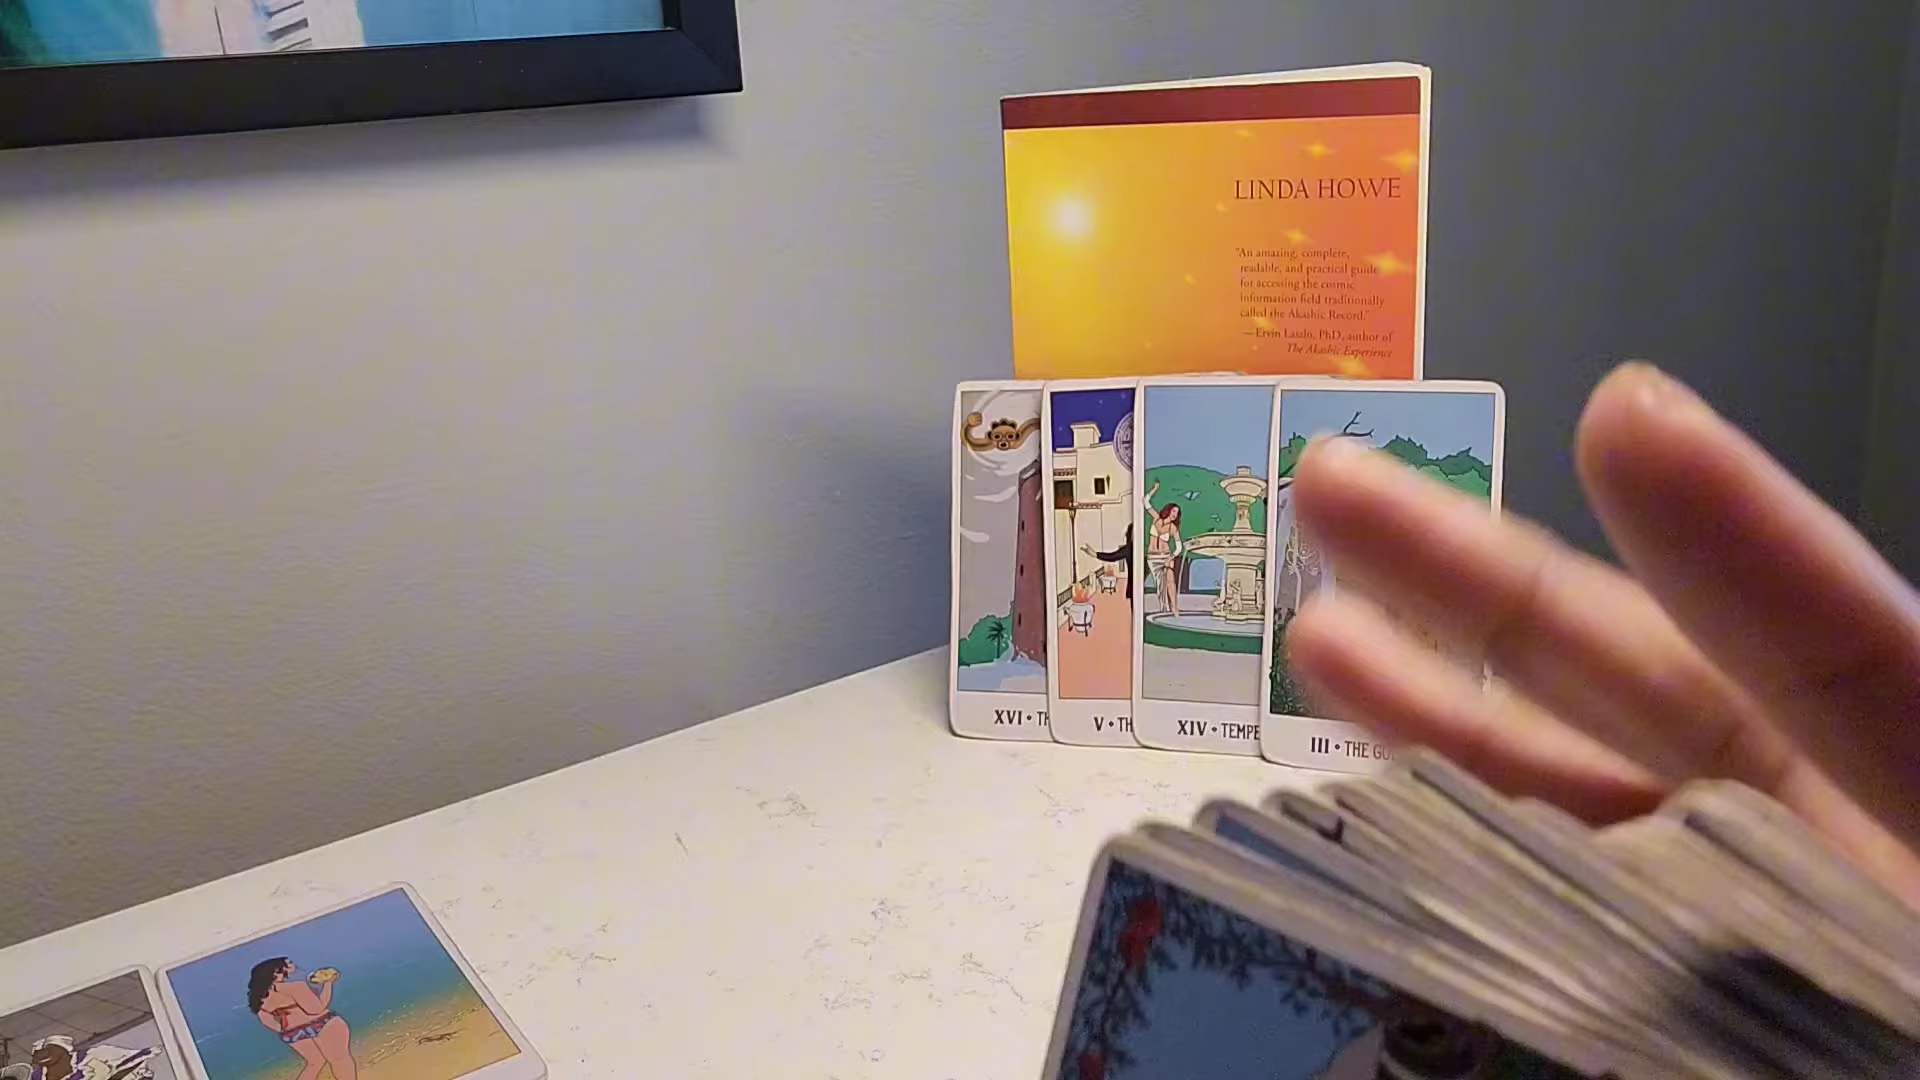 LINDA HOWE
"An amazing, complete,
readable, and practical guide
for accessing the cosmic
information field traditionally
called the Akashic Record."
— Ervin Laszlo, PhD, author of
The Akashic Experience
XVI • TH
V • TH
XIV • TEMPE
III • THE GO